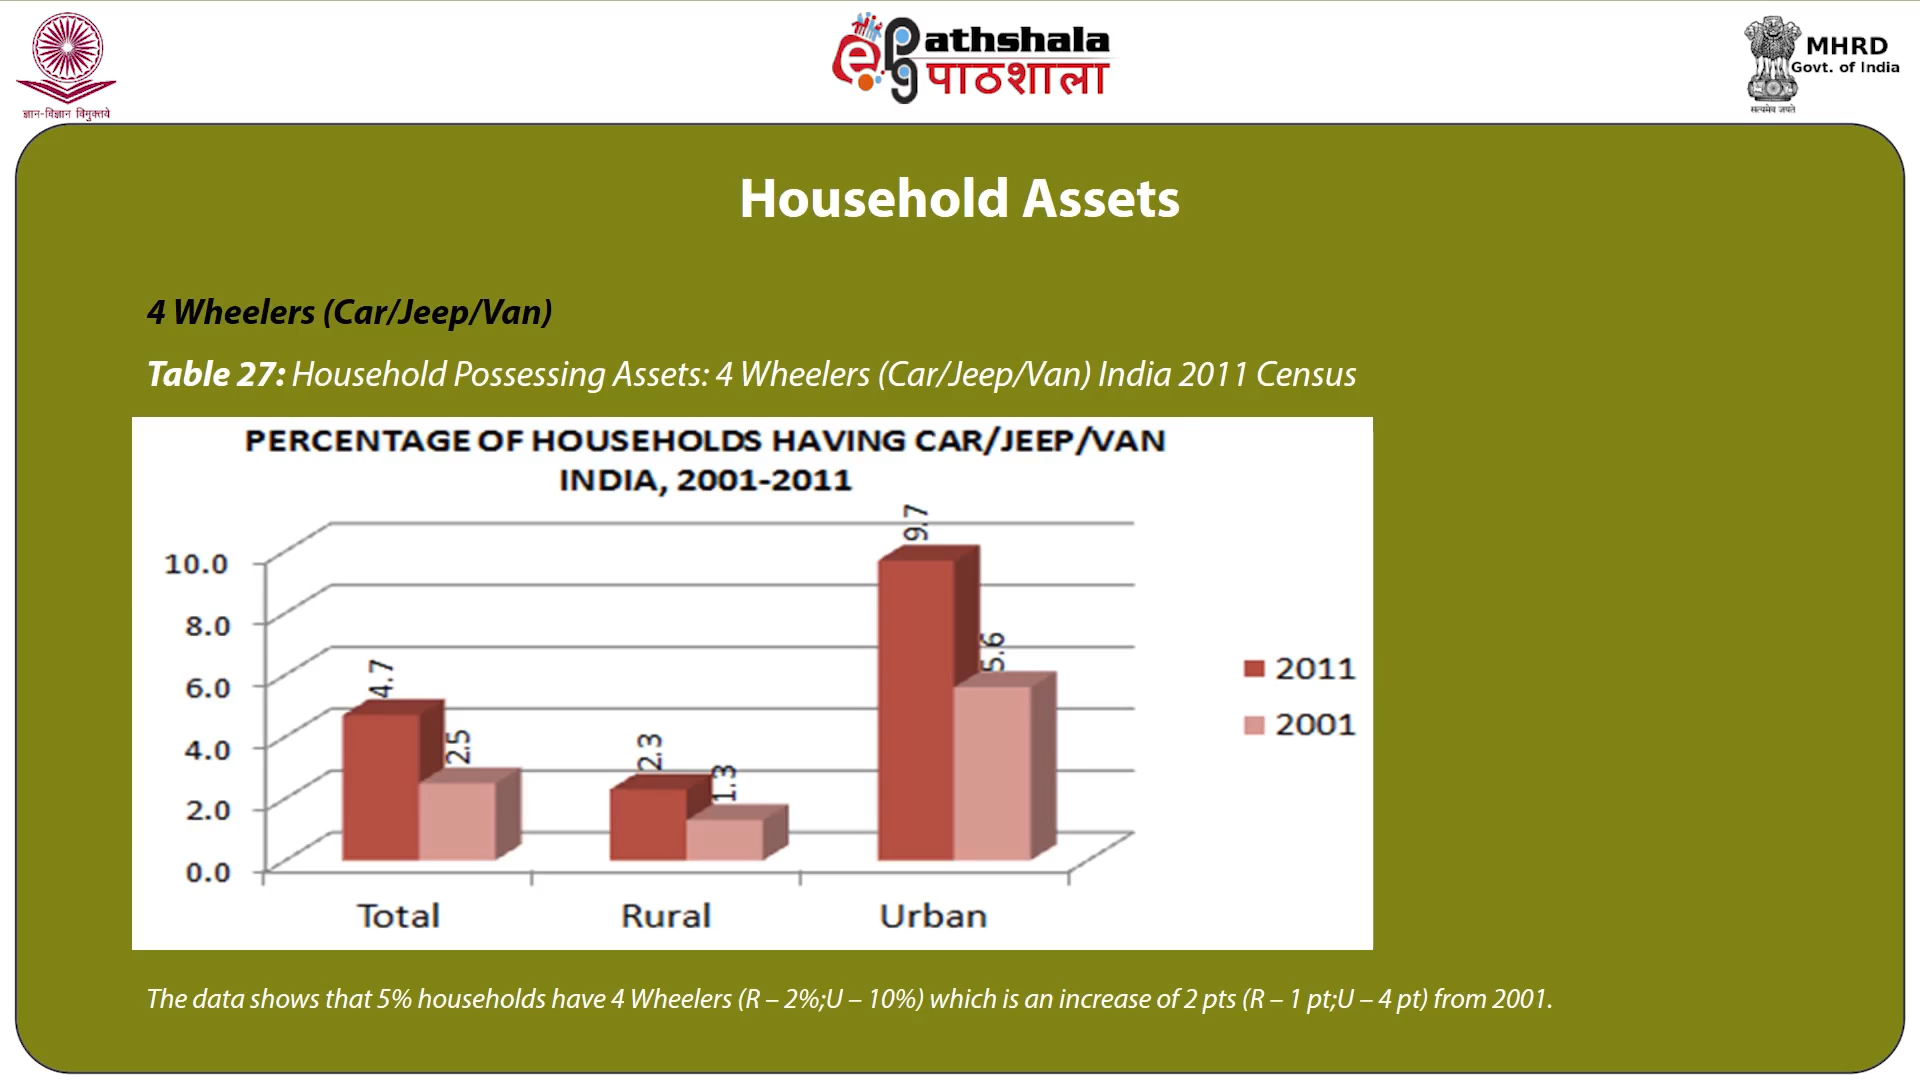 ज्ञान-विज्ञान विमुक्तये
e Pg athshala
पाठशाला
MHRD
Govt. of India
सत्यमेव जयते
Household Assets
4 Wheelers (Car/Jeep/Van)
Table 27: Household Possessing Assets: 4 Wheelers (Car/Jeep/Van) India 2011 Census
PERCENTAGE OF HOUSEHOLDS HAVING CAR/JEEP/VAN
INDIA, 2001-2011
10.0
8.0
6.0
4.0
2.0
0.0
4.7
2.5
2.3
1.3
9.7
5.6
Total
Rural
Urban
2011
2001
The data shows that 5% households have 4 Wheelers (R – 2%;U – 10%) which is an increase of 2 pts (R – 1 pt;U – 4 pt) from 2001.